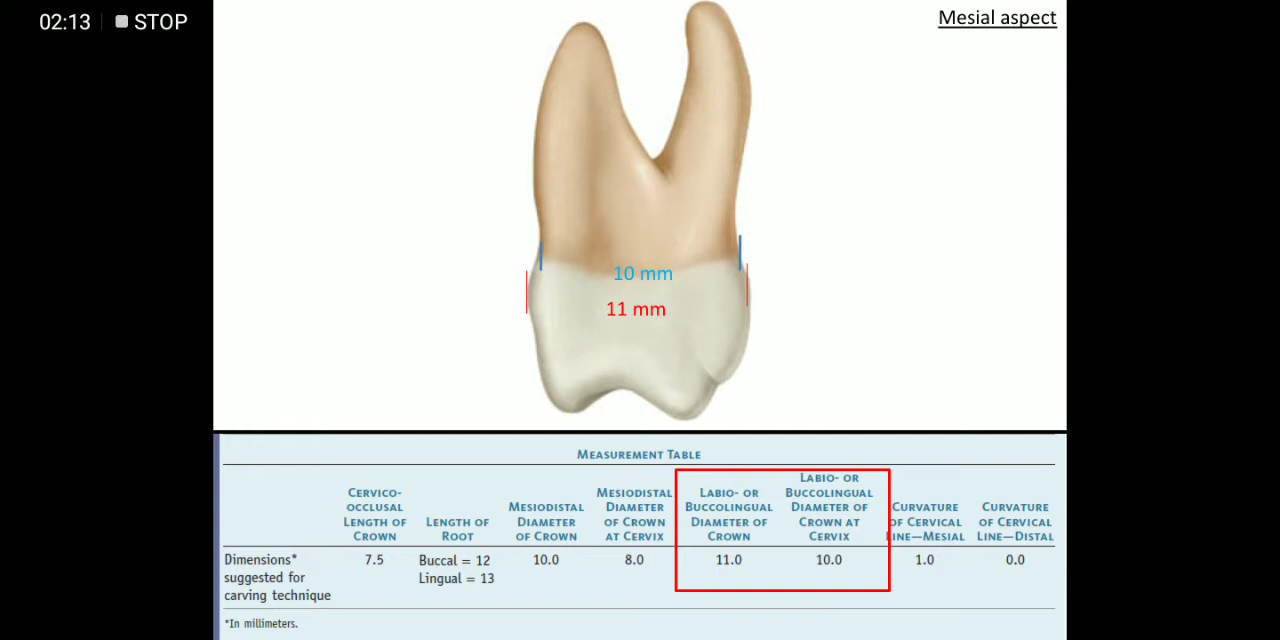 02:13 STOP
Mesial aspect
10 mm
11 mm
MEASUREMENT TABLE
CERVICO-OCCLUSAL LENGTH OF CROWN
LENGTH OF ROOT
MESIODISTAL DIAMETER OF CROWN
MESIODISTAL DIAMETER OF CROWN AT CERVIX
LABIO- OR BUCCOLINGUAL DIAMETER OF CROWN
LABIO- OR BUCCOLINGUAL DIAMETER OF CROWN AT CERVIX
CURVATURE OF CERVICAL LINE—MESIAL
CURVATURE OF CERVICAL LINE—DISTAL
Dimensions* suggested for carving technique
7.5
Buccal = 12
Lingual = 13
10.0
8.0
11.0
10.0
1.0
0.0
*In millimeters.